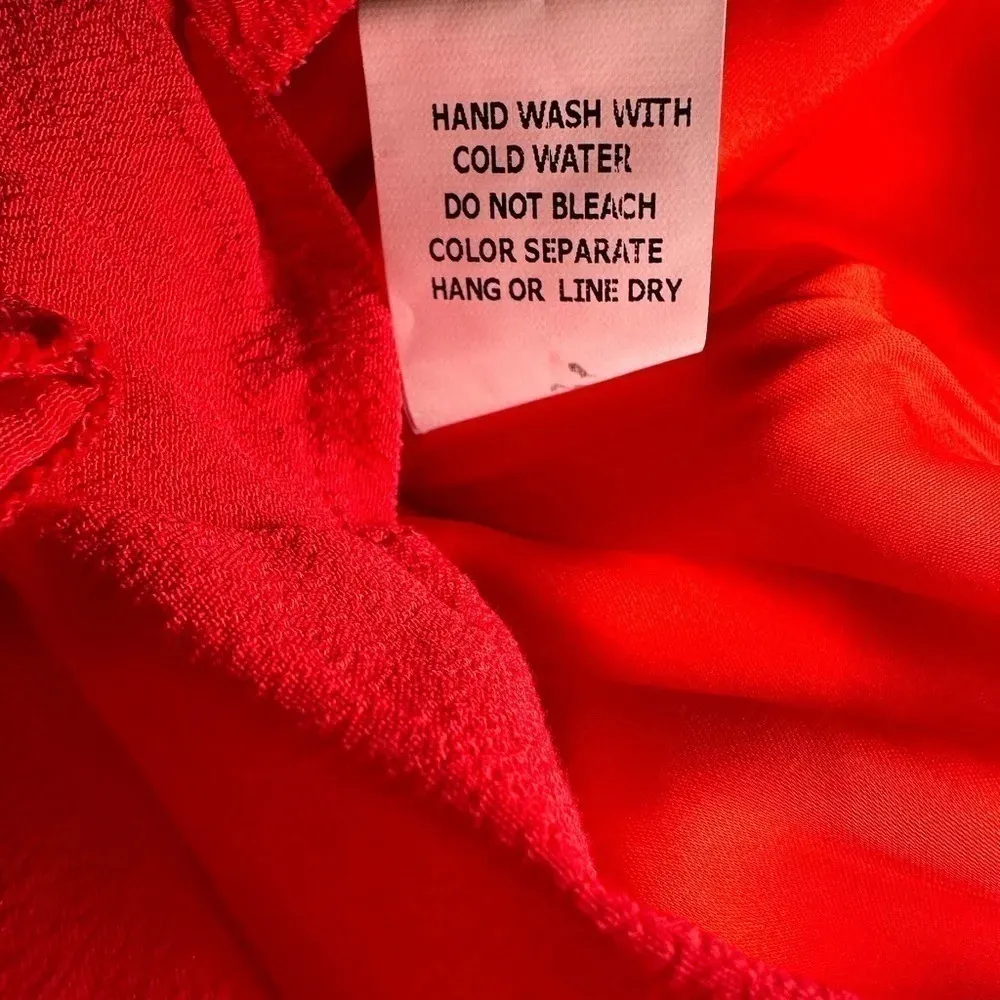 HAND WASH WITH
COLD WATER
DO NOT BLEACH
COLOR SEPARATE
HANG OR LINE DRY